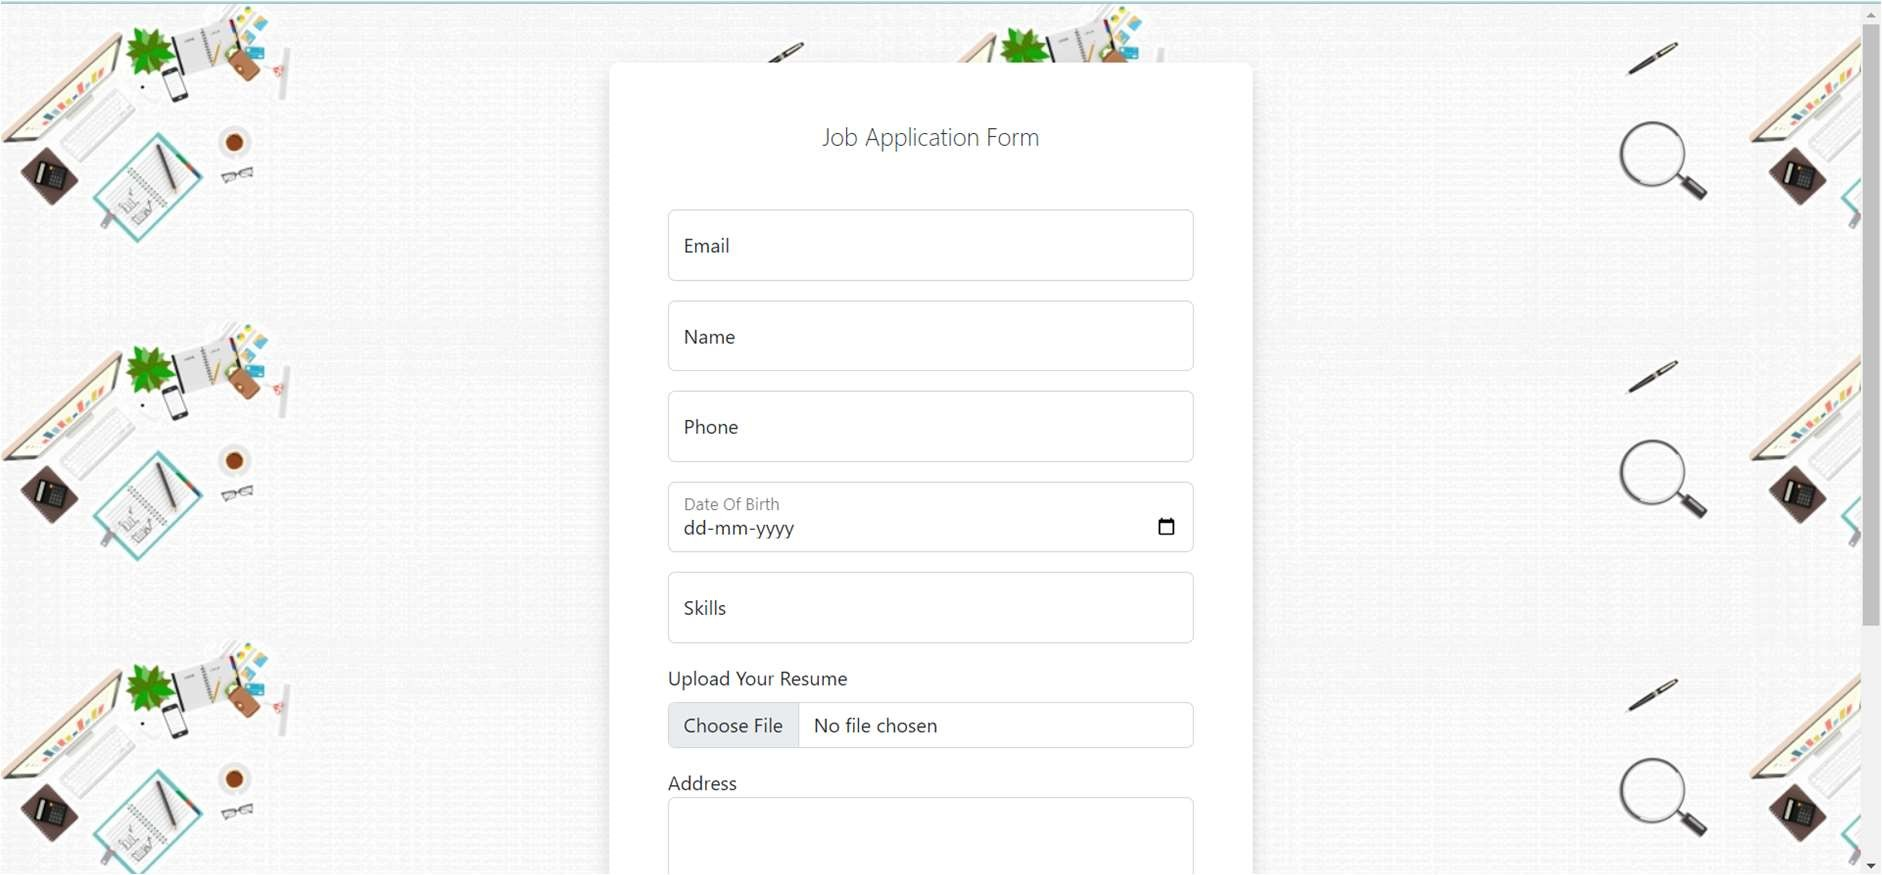 Job Application Form
Email
Name
Phone
Date Of Birth
dd-mm-yyyy
Skills
Upload Your Resume
Choose File No file chosen
Address